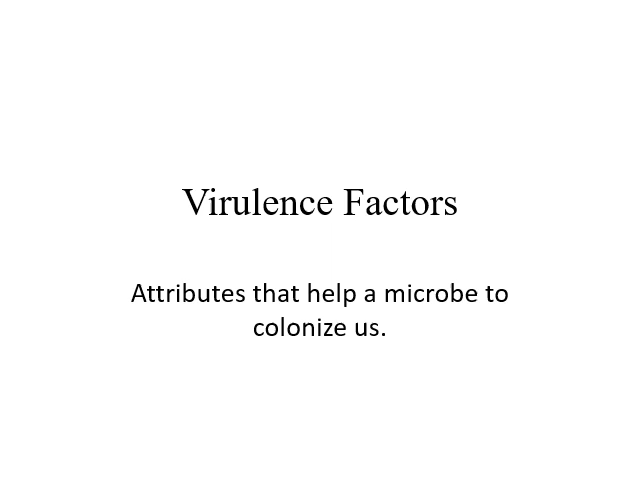 Virulence Factors
Attributes that help a microbe to
colonize us.